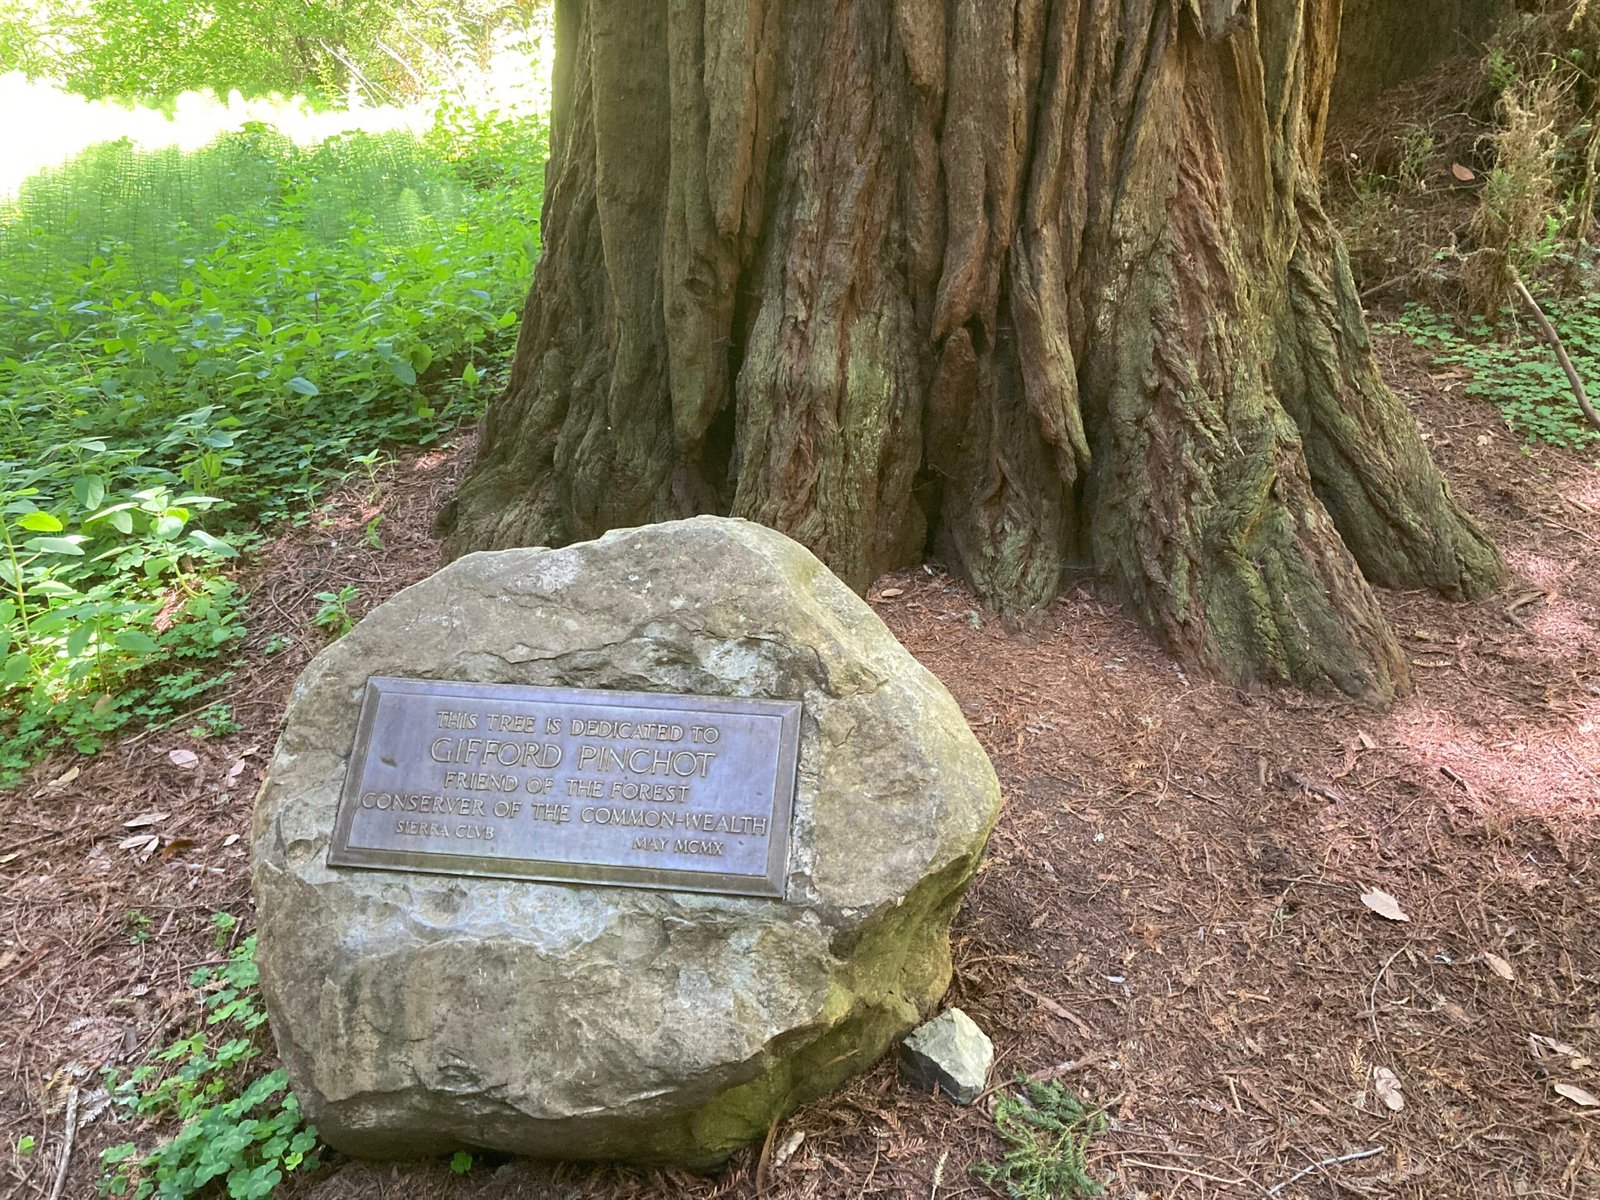 THIS TREE IS DEDICATED TO
GIFFORD PINCHOT
FRIEND OF THE FOREST
CONSERVER OF THE COMMON-WEALTH
SIERRA CLVB MAY MCMX